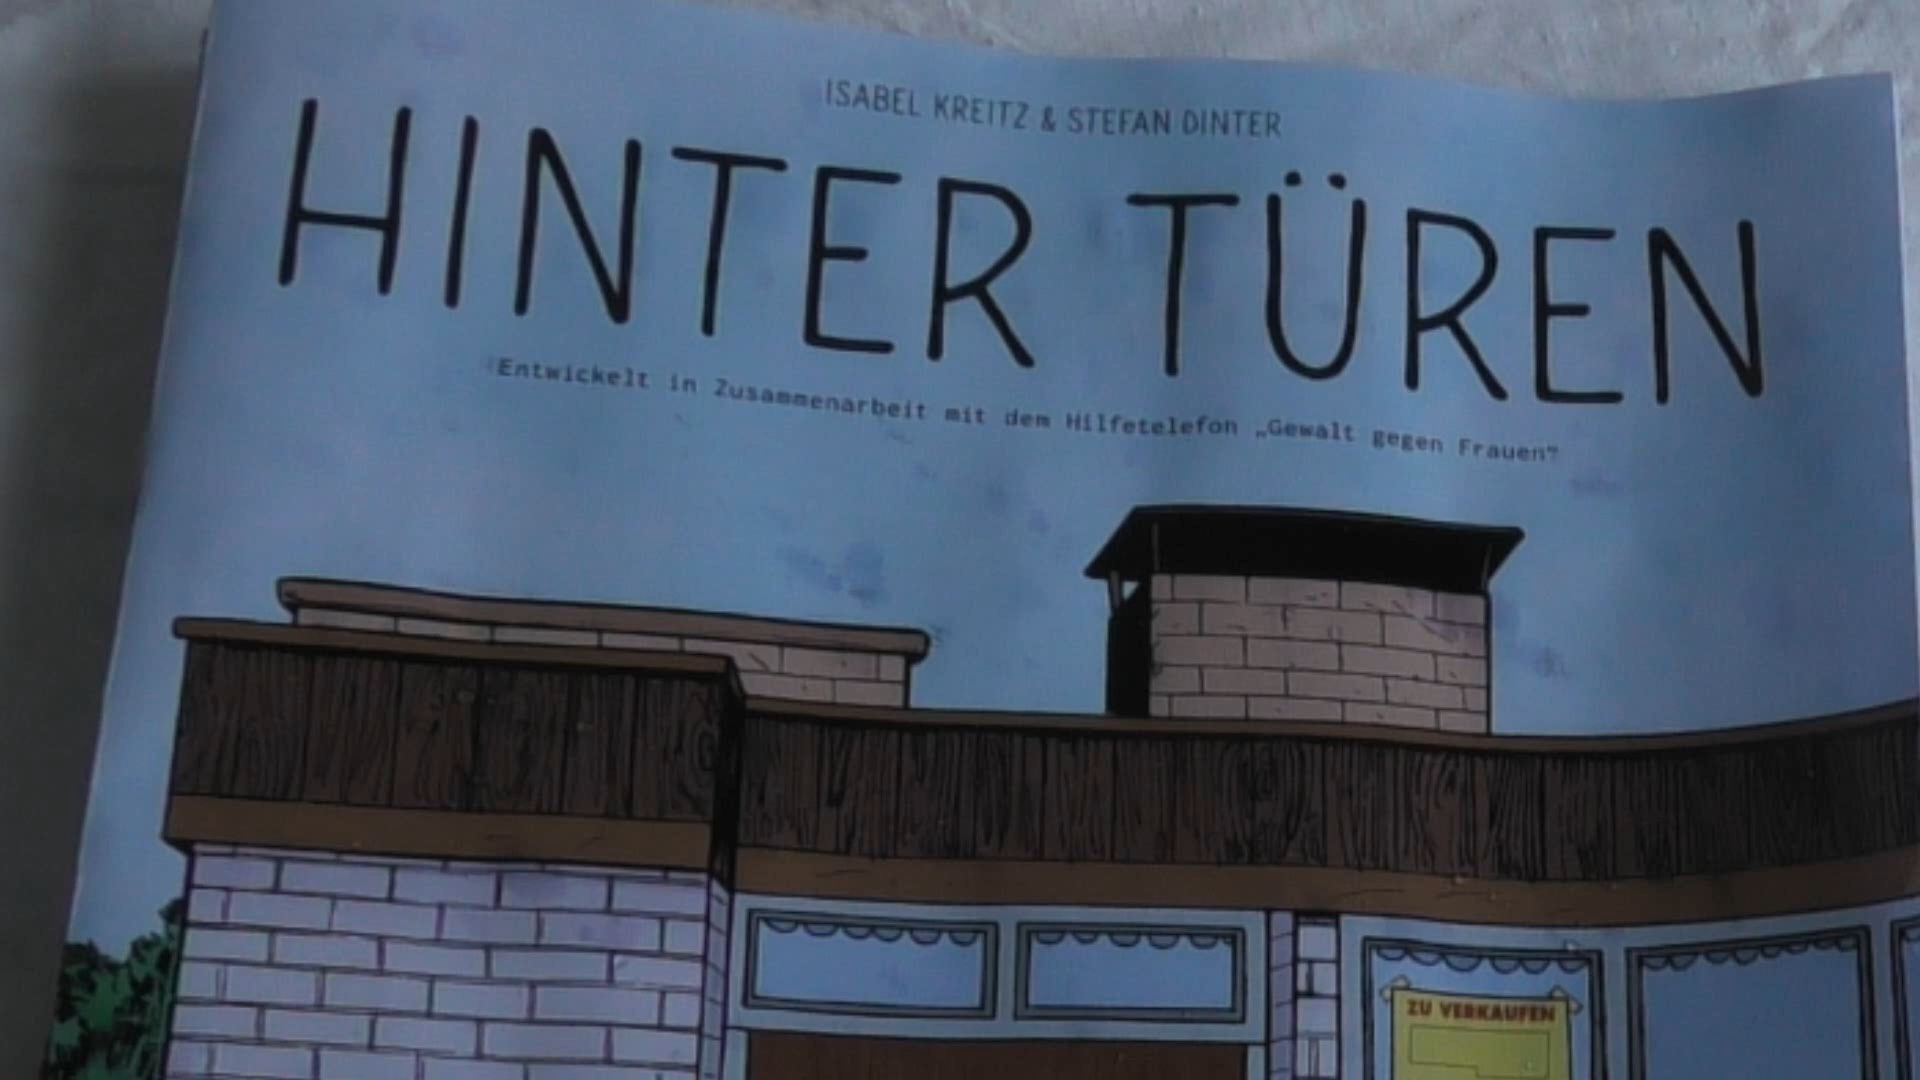 ISABEL KREITZ & STEFAN DINTER
HINTER TÜREN
Entwickelt in Zusammenarbeit mit dem Hilfetelefon „Gewalt gegen Frauen“
ZU VERKAUFEN